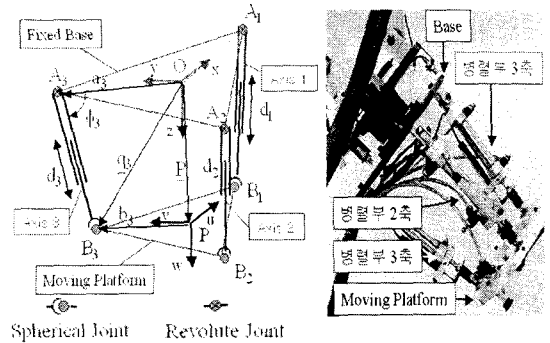 A₁
Fixed Base
O
Base
y
x
A₃
a₃
Axis 1
병렬부 3축
ϕ₃
A₂
d₁
z
d₂
q₃
P
d₃
B₁
Axis 3
b₃
v
u
Axis 2
병렬부 2축
B₃
P
병렬부 3축
w
B₂
Moving Platform
Moving Platform
Spherical Joint
Revolute Joint